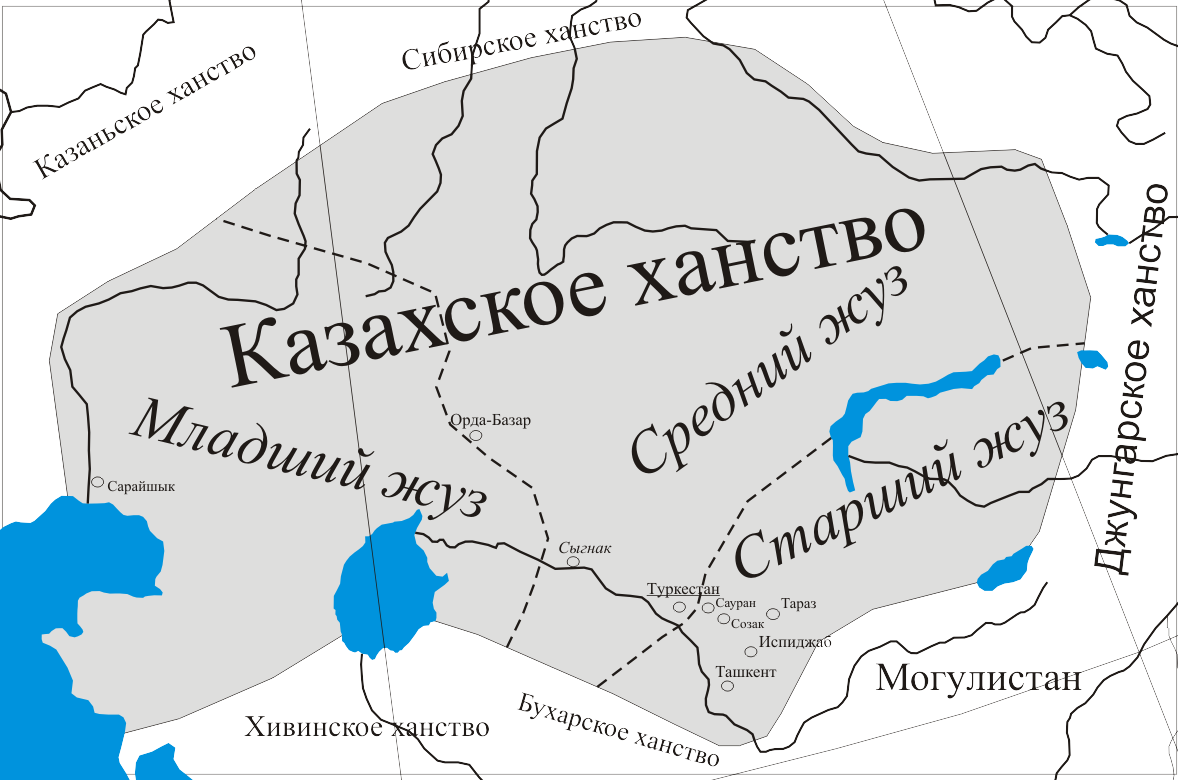 Сибирское ханство
Казаньское ханство
Казахское ханство
Джунгарское ханство
Средний жуз
Младший жуз
Орда-Базар
Старший жуз
Сарайшык
Сыгнак
Туркестан
Сауран
Тараз
Созак
Испиджаб
Ташкент
Могулистан
Бухарское ханство
Хивинское ханство